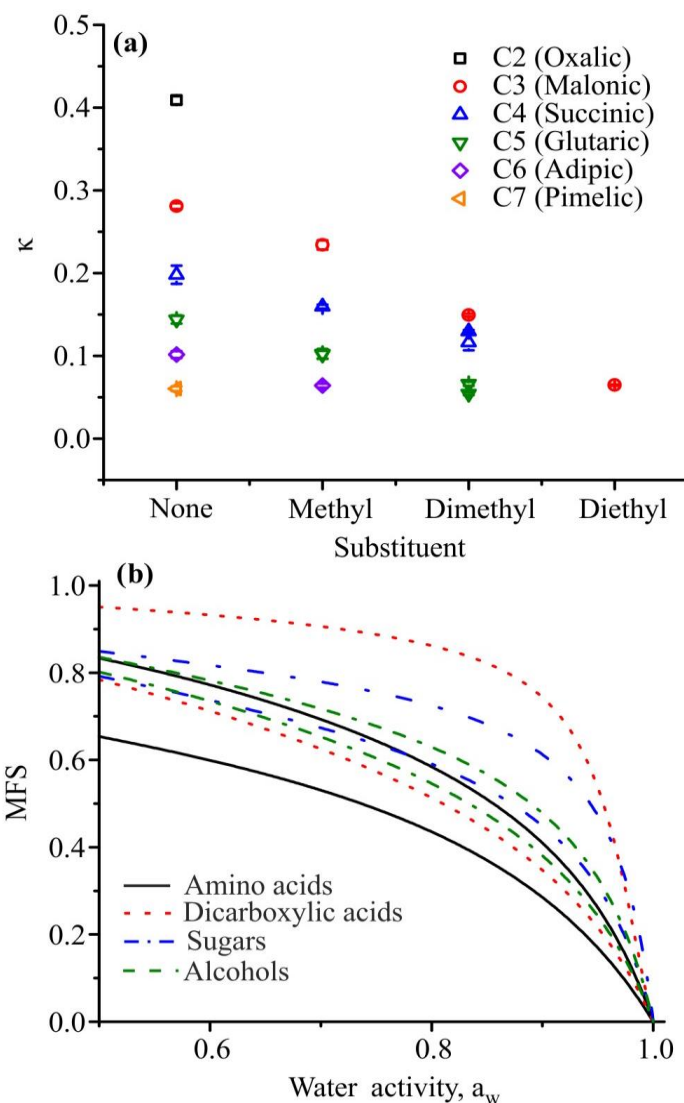 (a)
0.5
0.4
0.3
0.2
0.1
0.0
κ
C2 (Oxalic)
C3 (Malonic)
C4 (Succinic)
C5 (Glutaric)
C6 (Adipic)
C7 (Pimelic)
None Methyl Dimethyl Diethyl
Substituent
(b)
1.0
0.8
0.6
0.4
0.2
0.0
MFS
Amino acids
Dicarboxylic acids
Sugars
Alcohols
0.6 0.8 1.0
Water activity, a_w